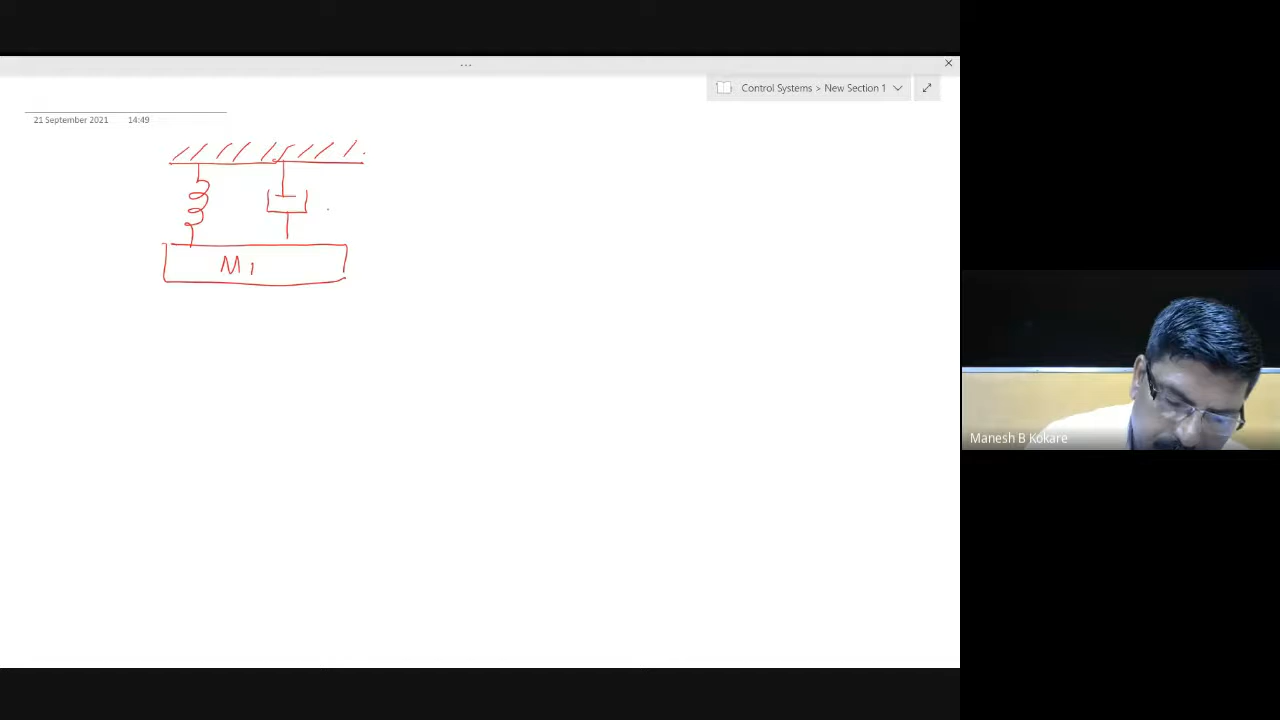 ...
Control Systems > New Section 1
21 September 2021 14:49
M1
Manesh B Kokare